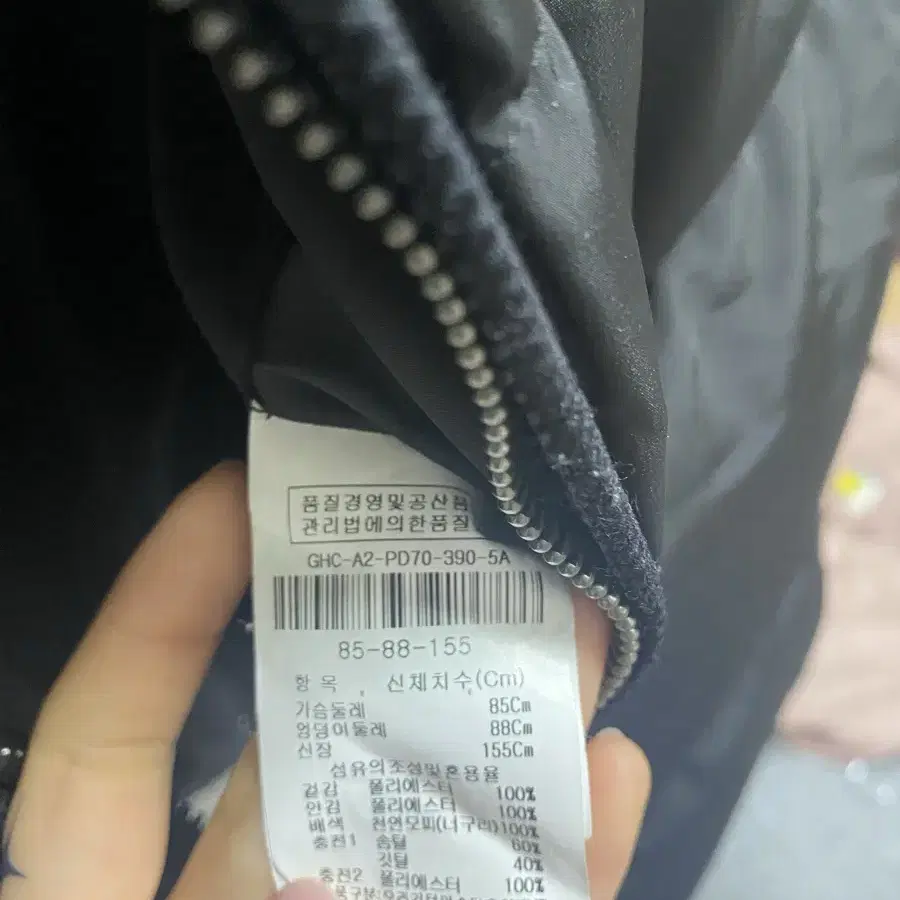 품질경영및공산품
관리법에의한품질
GHC-A2-PD70-390-5A
85-88-155
항 목 , 신체치수(Cm)
가슴둘레 85Cm
엉덩이둘레 88Cm
신장 155Cm
섬유의조성및혼용율
겉감 폴리에스터 100%
안감 폴리에스터 100%
배색 천연모피(너구리)100%
충전1 솜털 60%
깃털 40%
충전2 폴리에스터 100%